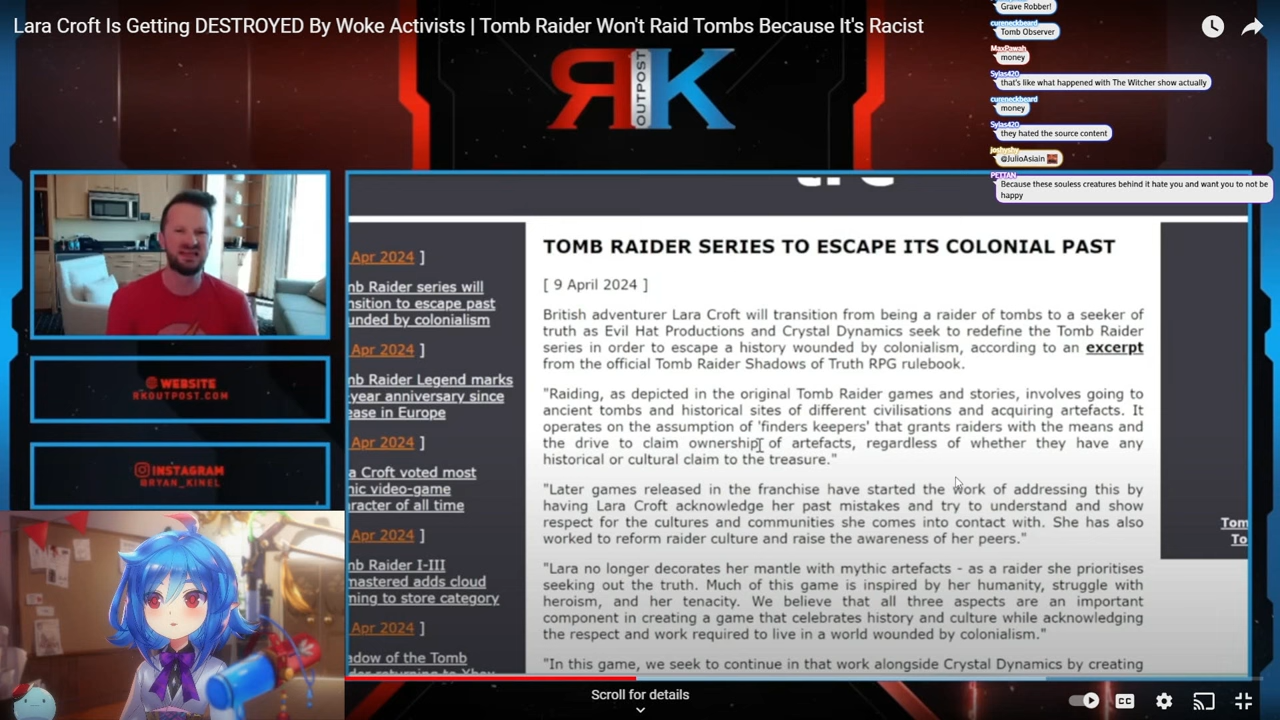 Lara Croft Is Getting DESTROYED By Woke Activists | Tomb Raider Won't Raid Tombs Because It's Racist
RK
OUTPOST
Grave Robber!
cureneckbeard
Tomb Observer
MaxPawah
money
Sylas420
that's like what happened with The Witcher show actually
cureneckbeard
money
Sylas420
they hated the source content
@JulioAsiain
PETTAN
Because these souless creatures behind it hate you and want you to not be
happy
WEBSITE
RKOUTPOST.COM
INSTAGRAM
@RYAN_KINEL
Apr 2024 ]
mb Raider series will
nsition to escape past
unded by colonialism
Apr 2024 ]
mb Raider Legend marks
-year anniversary since
ease in Europe
Apr 2024 ]
a Croft voted most
nic video-game
racter of all time
Apr 2024 ]
mb Raider I-III
mastered adds cloud
ming to store category
Apr 2024 ]
adow of the Tomb
TOMB RAIDER SERIES TO ESCAPE ITS COLONIAL PAST
[ 9 April 2024 ]
British adventurer Lara Croft will transition from being a raider of tombs to a seeker of
truth as Evil Hat Productions and Crystal Dynamics seek to redefine the Tomb Raider
series in order to escape a history wounded by colonialism, according to an excerpt
from the official Tomb Raider Shadows of Truth RPG rulebook.
"Raiding, as depicted in the original Tomb Raider games and stories, involves going to
ancient tombs and historical sites of different civilisations and acquiring artefacts. It
operates on the assumption of 'finders keepers' that grants raiders with the means and
the drive to claim ownership of artefacts, regardless of whether they have any
historical or cultural claim to the treasure."
"Later games released in the franchise have started the work of addressing this by
having Lara Croft acknowledge her past mistakes and try to understand and show
respect for the cultures and communities she comes into contact with. She has also
worked to reform raider culture and raise the awareness of her peers."
"Lara no longer decorates her mantle with mythic artefacts - as a raider she prioritises
seeking out the truth. Much of this game is inspired by her humanity, struggle with
heroism, and her tenacity. We believe that all three aspects are an important
component in creating a game that celebrates history and culture while acknowledging
the respect and work required to live in a world wounded by colonialism."
"In this game, we seek to continue in that work alongside Crystal Dynamics by creating
Tom
To
Scroll for details
CC